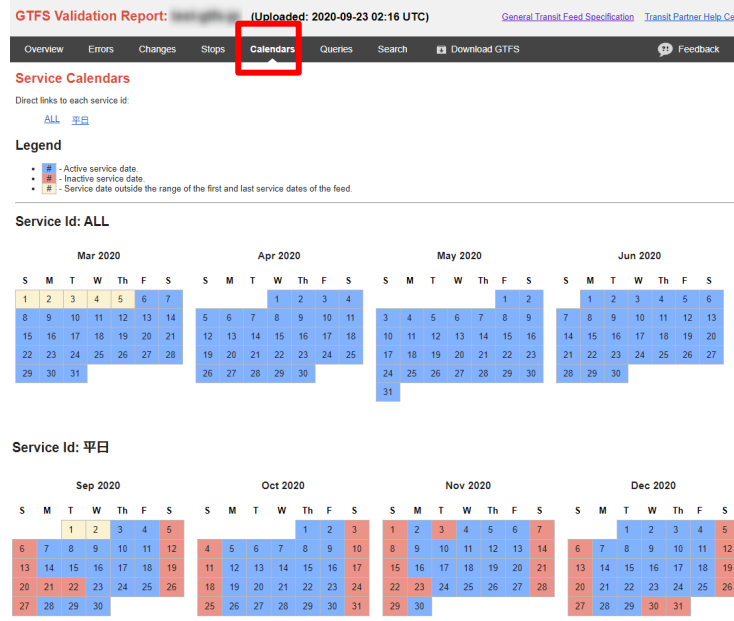 GTFS Validation Report: (Uploaded: 2020-09-23 02:16 UTC) General Transit Feed Specification Transit Partner Help Ce
Overview Errors Changes Stops Calendars Queries Search Download GTFS Feedback
Service Calendars
Direct links to each service id:
ALL 平日
Legend
• # - Active service date.
• # - Inactive service date.
• # - Service date outside the range of the first and last service dates of the feed.
Service Id: ALL
Mar 2020 Apr 2020 May 2020 Jun 2020
S M T W Th F S S M T W Th F S S M T W Th F S S M T W Th F S
1 2 3 4 5 6 7 1 2 3 4 1 2 1 2 3 4 5 6
8 9 10 11 12 13 14 5 6 7 8 9 10 11 3 4 5 6 7 8 9 7 8 9 10 11 12 13
15 16 17 18 19 20 21 12 13 14 15 16 17 18 10 11 12 13 14 15 16 14 15 16 17 18 19 20
22 23 24 25 26 27 28 19 20 21 22 23 24 25 17 18 19 20 21 22 23 21 22 23 24 25 26 27
29 30 31 26 27 28 29 30 24 25 26 27 28 29 30 28 29 30
31
Service Id: 平日
Sep 2020 Oct 2020 Nov 2020 Dec 2020
S M T W Th F S S M T W Th F S S M T W Th F S S M T W Th F S
1 2 3 4 5 1 2 3 1 2 3 4 5 6 7 1 2 3 4 5
6 7 8 9 10 11 12 4 5 6 7 8 9 10 8 9 10 11 12 13 14 6 7 8 9 10 11 12
13 14 15 16 17 18 19 11 12 13 14 15 16 17 15 16 17 18 19 20 21 13 14 15 16 17 18 19
20 21 22 23 24 25 26 18 19 20 21 22 23 24 22 23 24 25 26 27 28 20 21 22 23 24 25 26
27 28 29 30 25 26 27 28 29 30 31 29 30 27 28 29 30 31